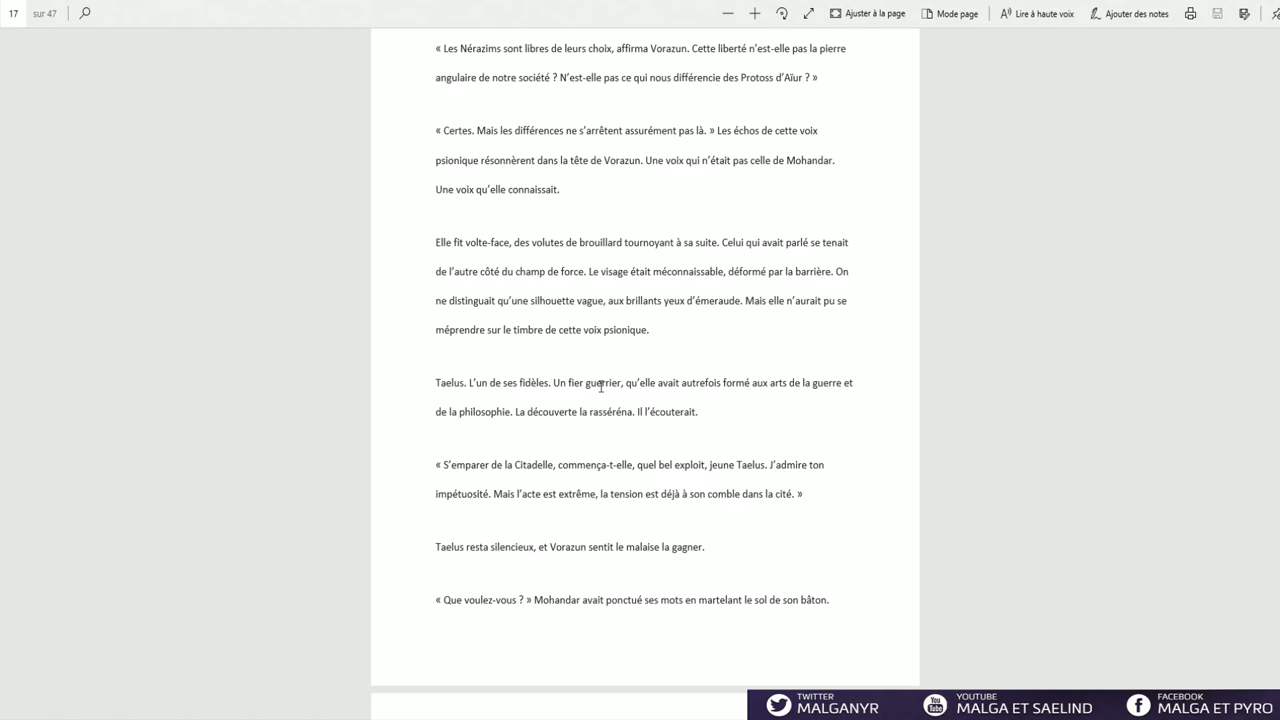 17 sur 47 Ajuster à la page Mode page Lire à haute voix Ajouter des notes
« Les Nérazims sont libres de leurs choix, affirma Vorazun. Cette liberté n’est-elle pas la pierre
angulaire de notre société ? N’est-elle pas ce qui nous différencie des Protoss d’Aïur ? »
« Certes. Mais les différences ne s’arrêtent assurément pas là. » Les échos de cette voix
psionique résonnèrent dans la tête de Vorazun. Une voix qui n’était pas celle de Mohandar.
Une voix qu’elle connaissait.
Elle fit volte-face, des volutes de brouillard tournoyant à sa suite. Celui qui avait parlé se tenait
de l’autre côté du champ de force. Le visage était méconnaissable, déformé par la barrière. On
ne distinguait qu’une silhouette vague, aux brillants yeux d’émeraude. Mais elle n’aurait pu se
méprendre sur le timbre de cette voix psionique.
Taelus. L’un de ses fidèles. Un fier guerrier, qu’elle avait autrefois formé aux arts de la guerre et
de la philosophie. La découverte la rasséréna. Il l’écouterait.
« S’emparer de la Citadelle, commença-t-elle, quel bel exploit, jeune Taelus. J’admire ton
impétuosité. Mais l’acte est extrême, la tension est déjà à son comble dans la cité. »
Taelus resta silencieux, et Vorazun sentit le malaise la gagner.
« Que voulez-vous ? » Mohandar avait ponctué ses mots en martelant le sol de son bâton.
TWITTER
MALGANYR
You Tube
YOUTUBE
MALGA ET SAELIND
FACEBOOK
MALGA ET PYRO